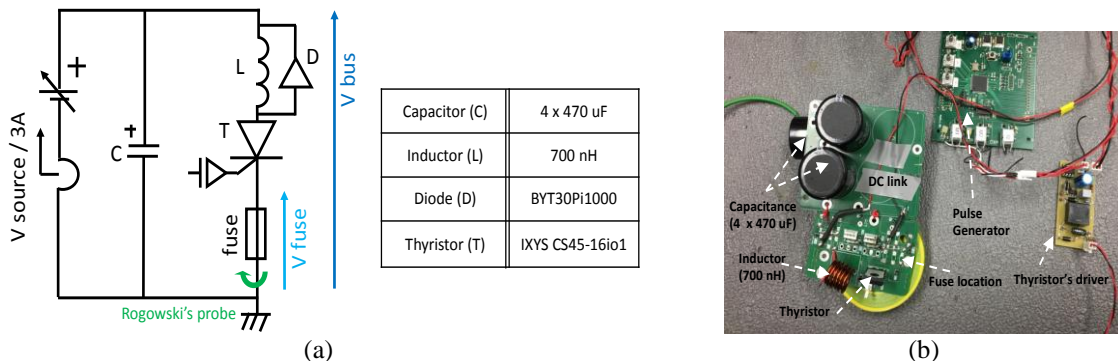 V source / 3A
+
+
C
L
D
T
fuse
V fuse
V bus
Rogowski's probe
Capacitor (C) 4 x 470 uF
Inductor (L) 700 nH
Diode (D) BYT30Pi1000
Thyristor (T) IXYS CS45-16io1
(a)
DC link
Capacitance
(4 x 470 uF)
Pulse
Generator
Inductor
(700 nH)
Fuse location
Thyristor's driver
Thyristor
(b)